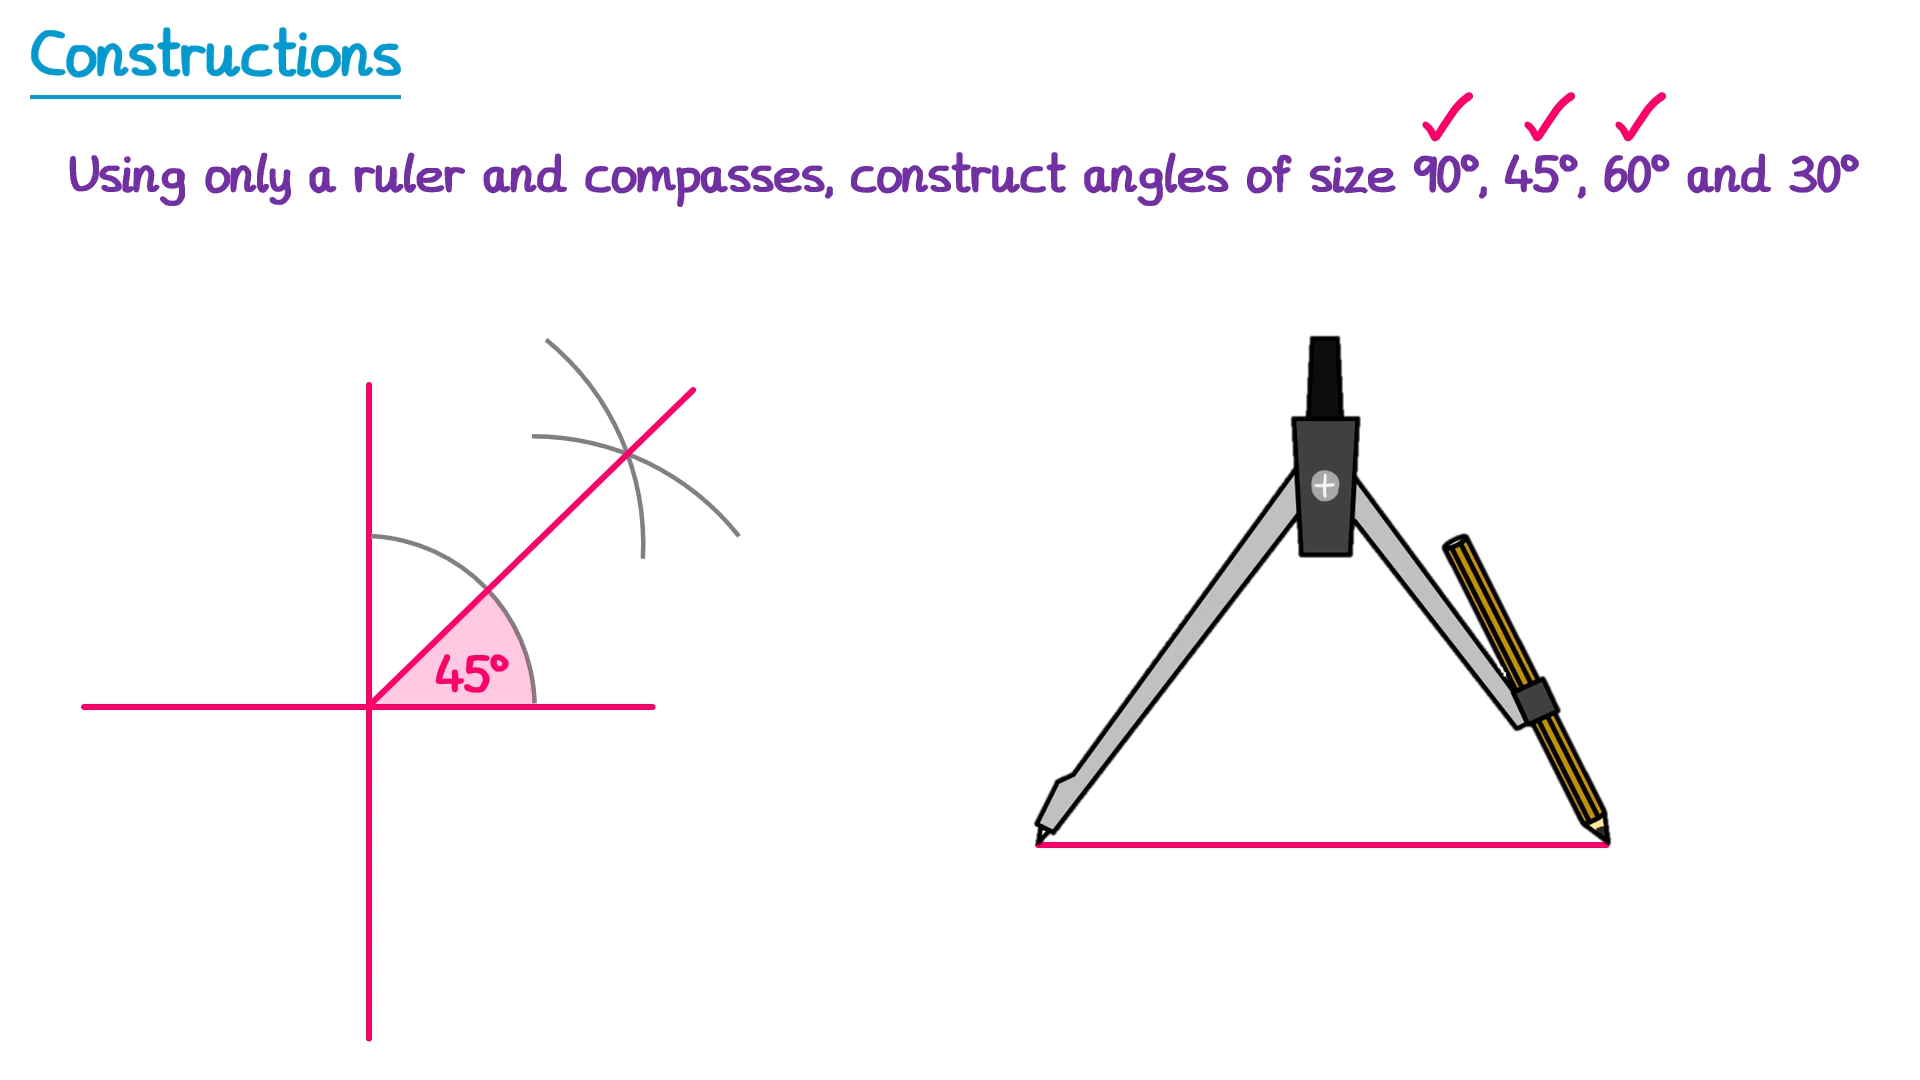 Constructions
Using only a ruler and compasses, construct angles of size 90°, 45°, 60° and 30°
45°